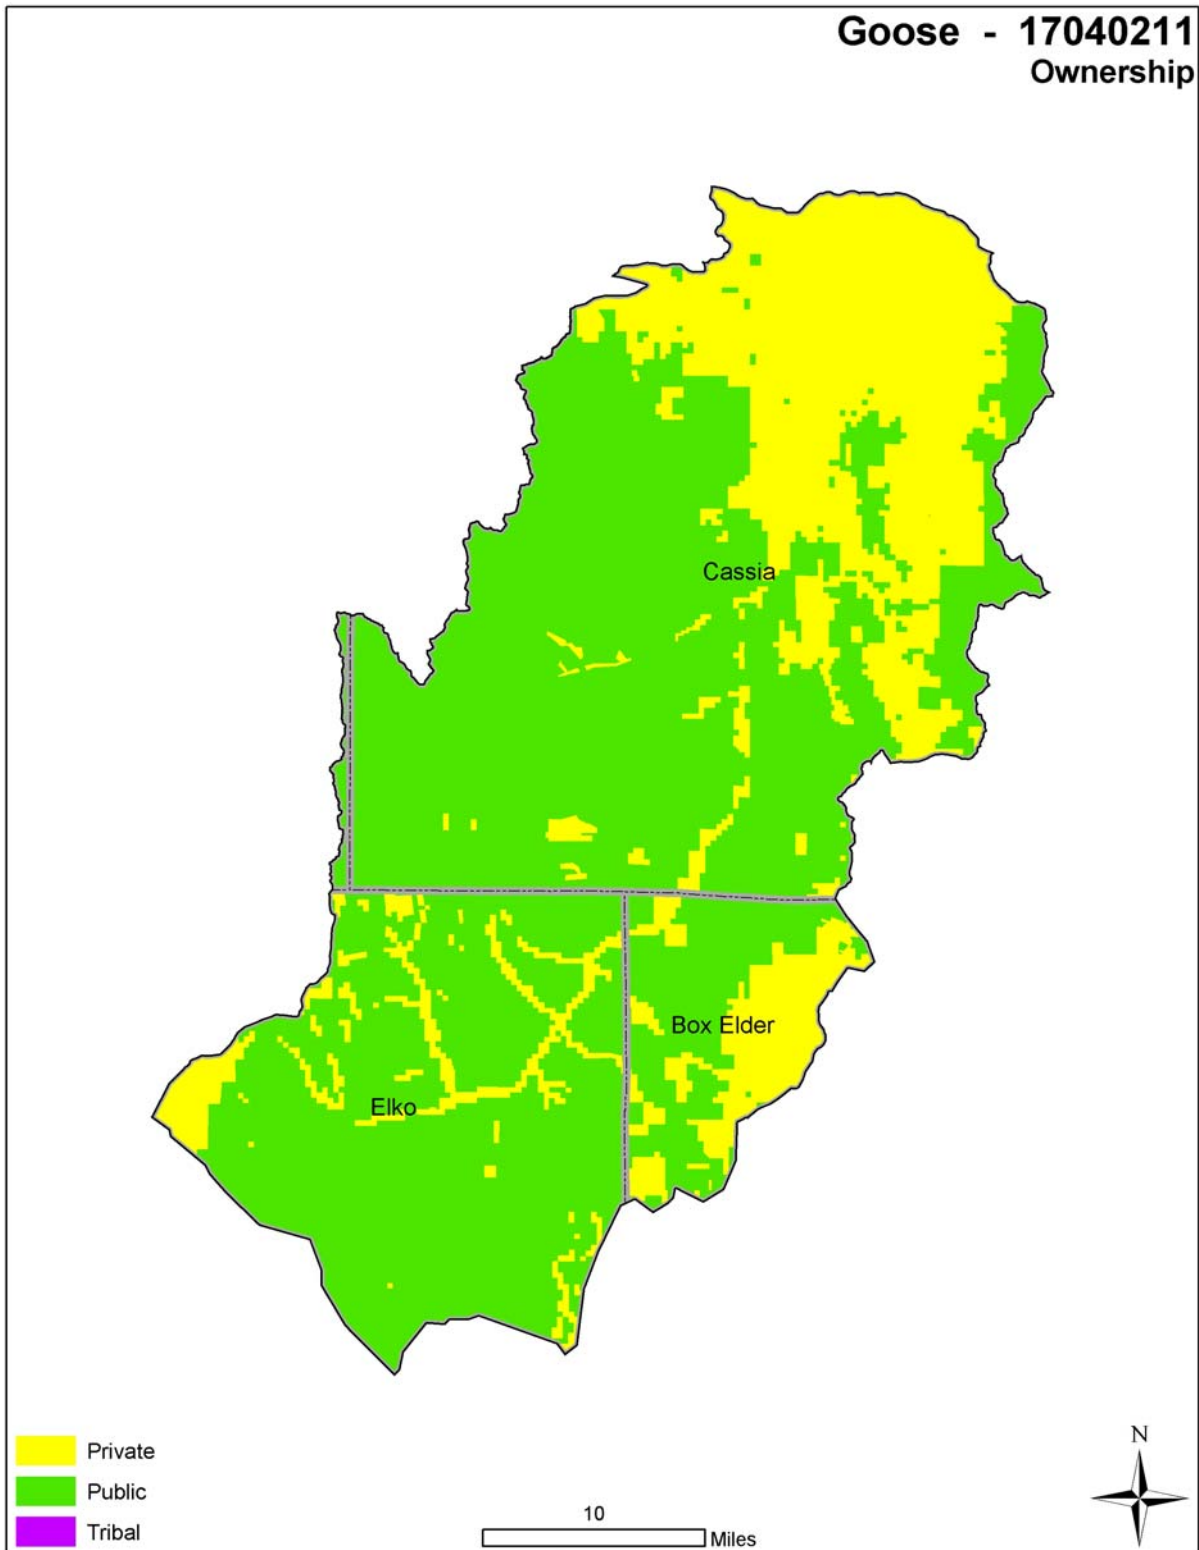 Goose - 17040211
Ownership
Cassia
Box Elder
Elko
Private
Public
Tribal
10
Miles
N